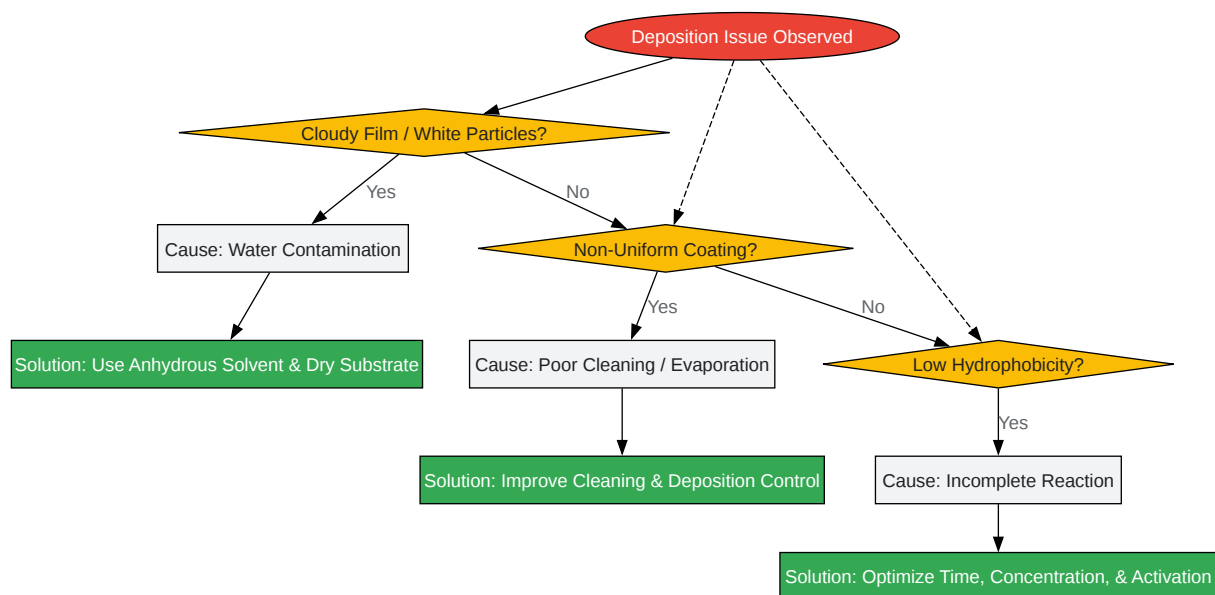 Deposition Issue Observed
Cloudy Film / White Particles?
Yes
No
Cause: Water Contamination
Non-Uniform Coating?
Yes
No
Solution: Use Anhydrous Solvent & Dry Substrate
Cause: Poor Cleaning / Evaporation
Low Hydrophobicity?
Yes
Solution: Improve Cleaning & Deposition Control
Cause: Incomplete Reaction
Solution: Optimize Time, Concentration, & Activation